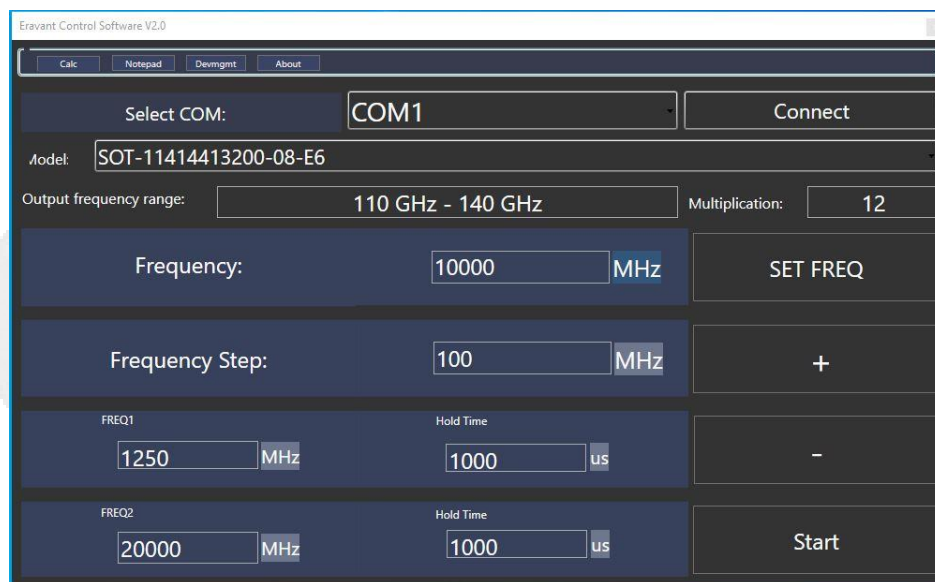 Eravant Control Software V2.0
Calc Notepad Devmgmt About
Select COM: COM1 Connect
Model: SOT-11414413200-08-E6
Output frequency range: 110 GHz - 140 GHz Multiplication: 12
Frequency: 10000 MHz SET FREQ
Frequency Step: 100 MHz +
FREQ1 Hold Time
1250 MHz 1000 us -
FREQ2 Hold Time
20000 MHz 1000 us Start